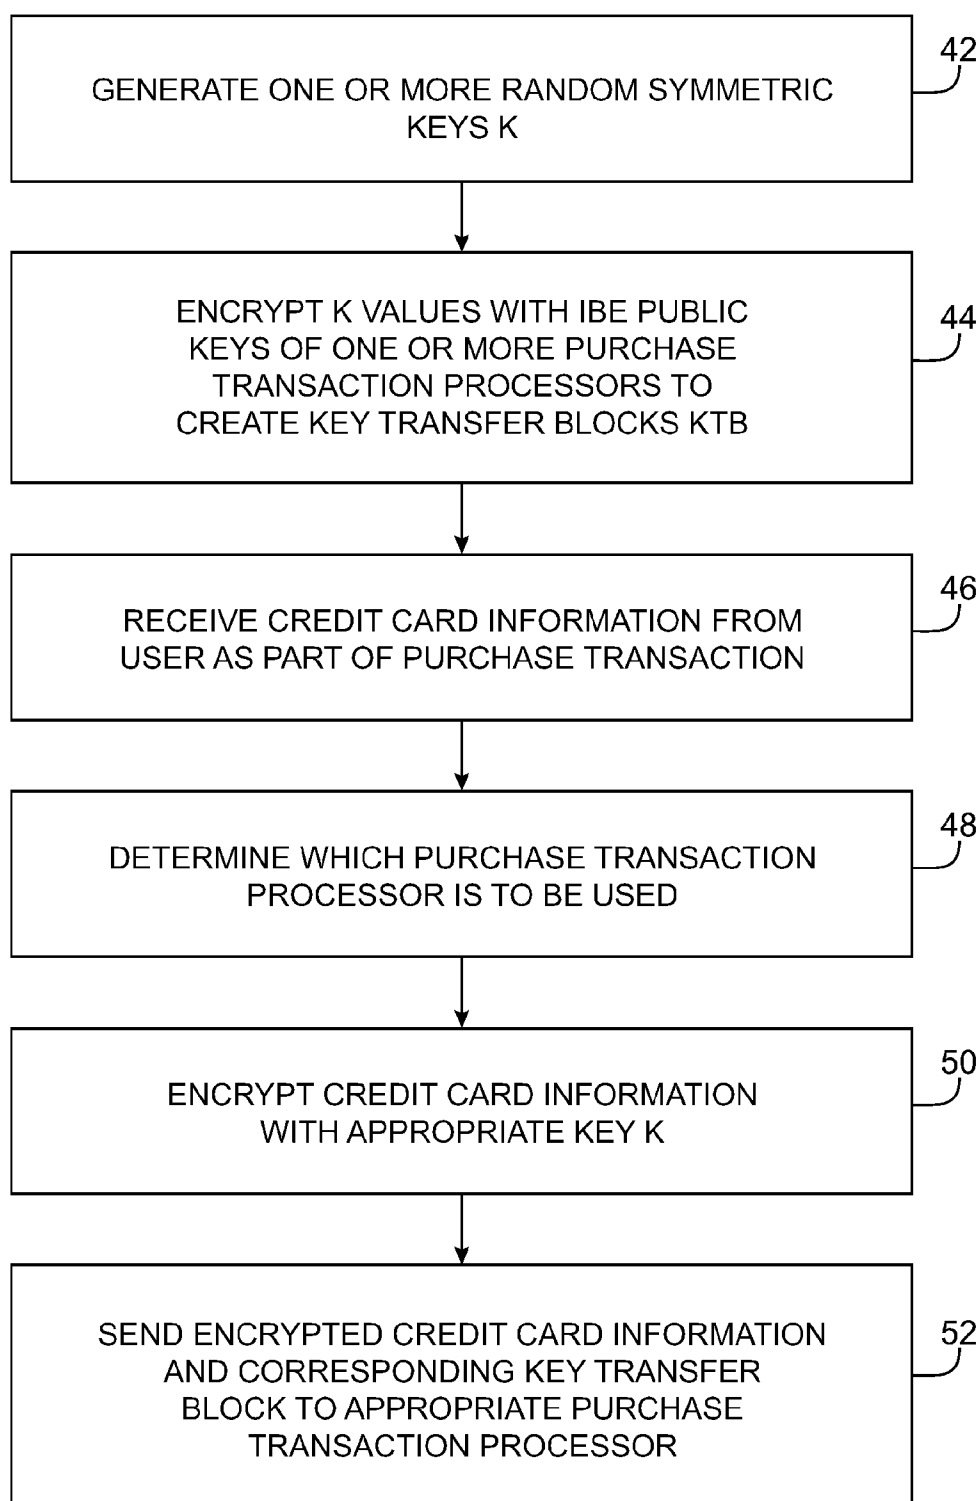 42
GENERATE ONE OR MORE RANDOM SYMMETRIC
KEYS K
44
ENCRYPT K VALUES WITH IBE PUBLIC
KEYS OF ONE OR MORE PURCHASE
TRANSACTION PROCESSORS TO
CREATE KEY TRANSFER BLOCKS KTB
46
RECEIVE CREDIT CARD INFORMATION FROM
USER AS PART OF PURCHASE TRANSACTION
48
DETERMINE WHICH PURCHASE TRANSACTION
PROCESSOR IS TO BE USED
50
ENCRYPT CREDIT CARD INFORMATION
WITH APPROPRIATE KEY K
52
SEND ENCRYPTED CREDIT CARD INFORMATION
AND CORRESPONDING KEY TRANSFER
BLOCK TO APPROPRIATE PURCHASE
TRANSACTION PROCESSOR